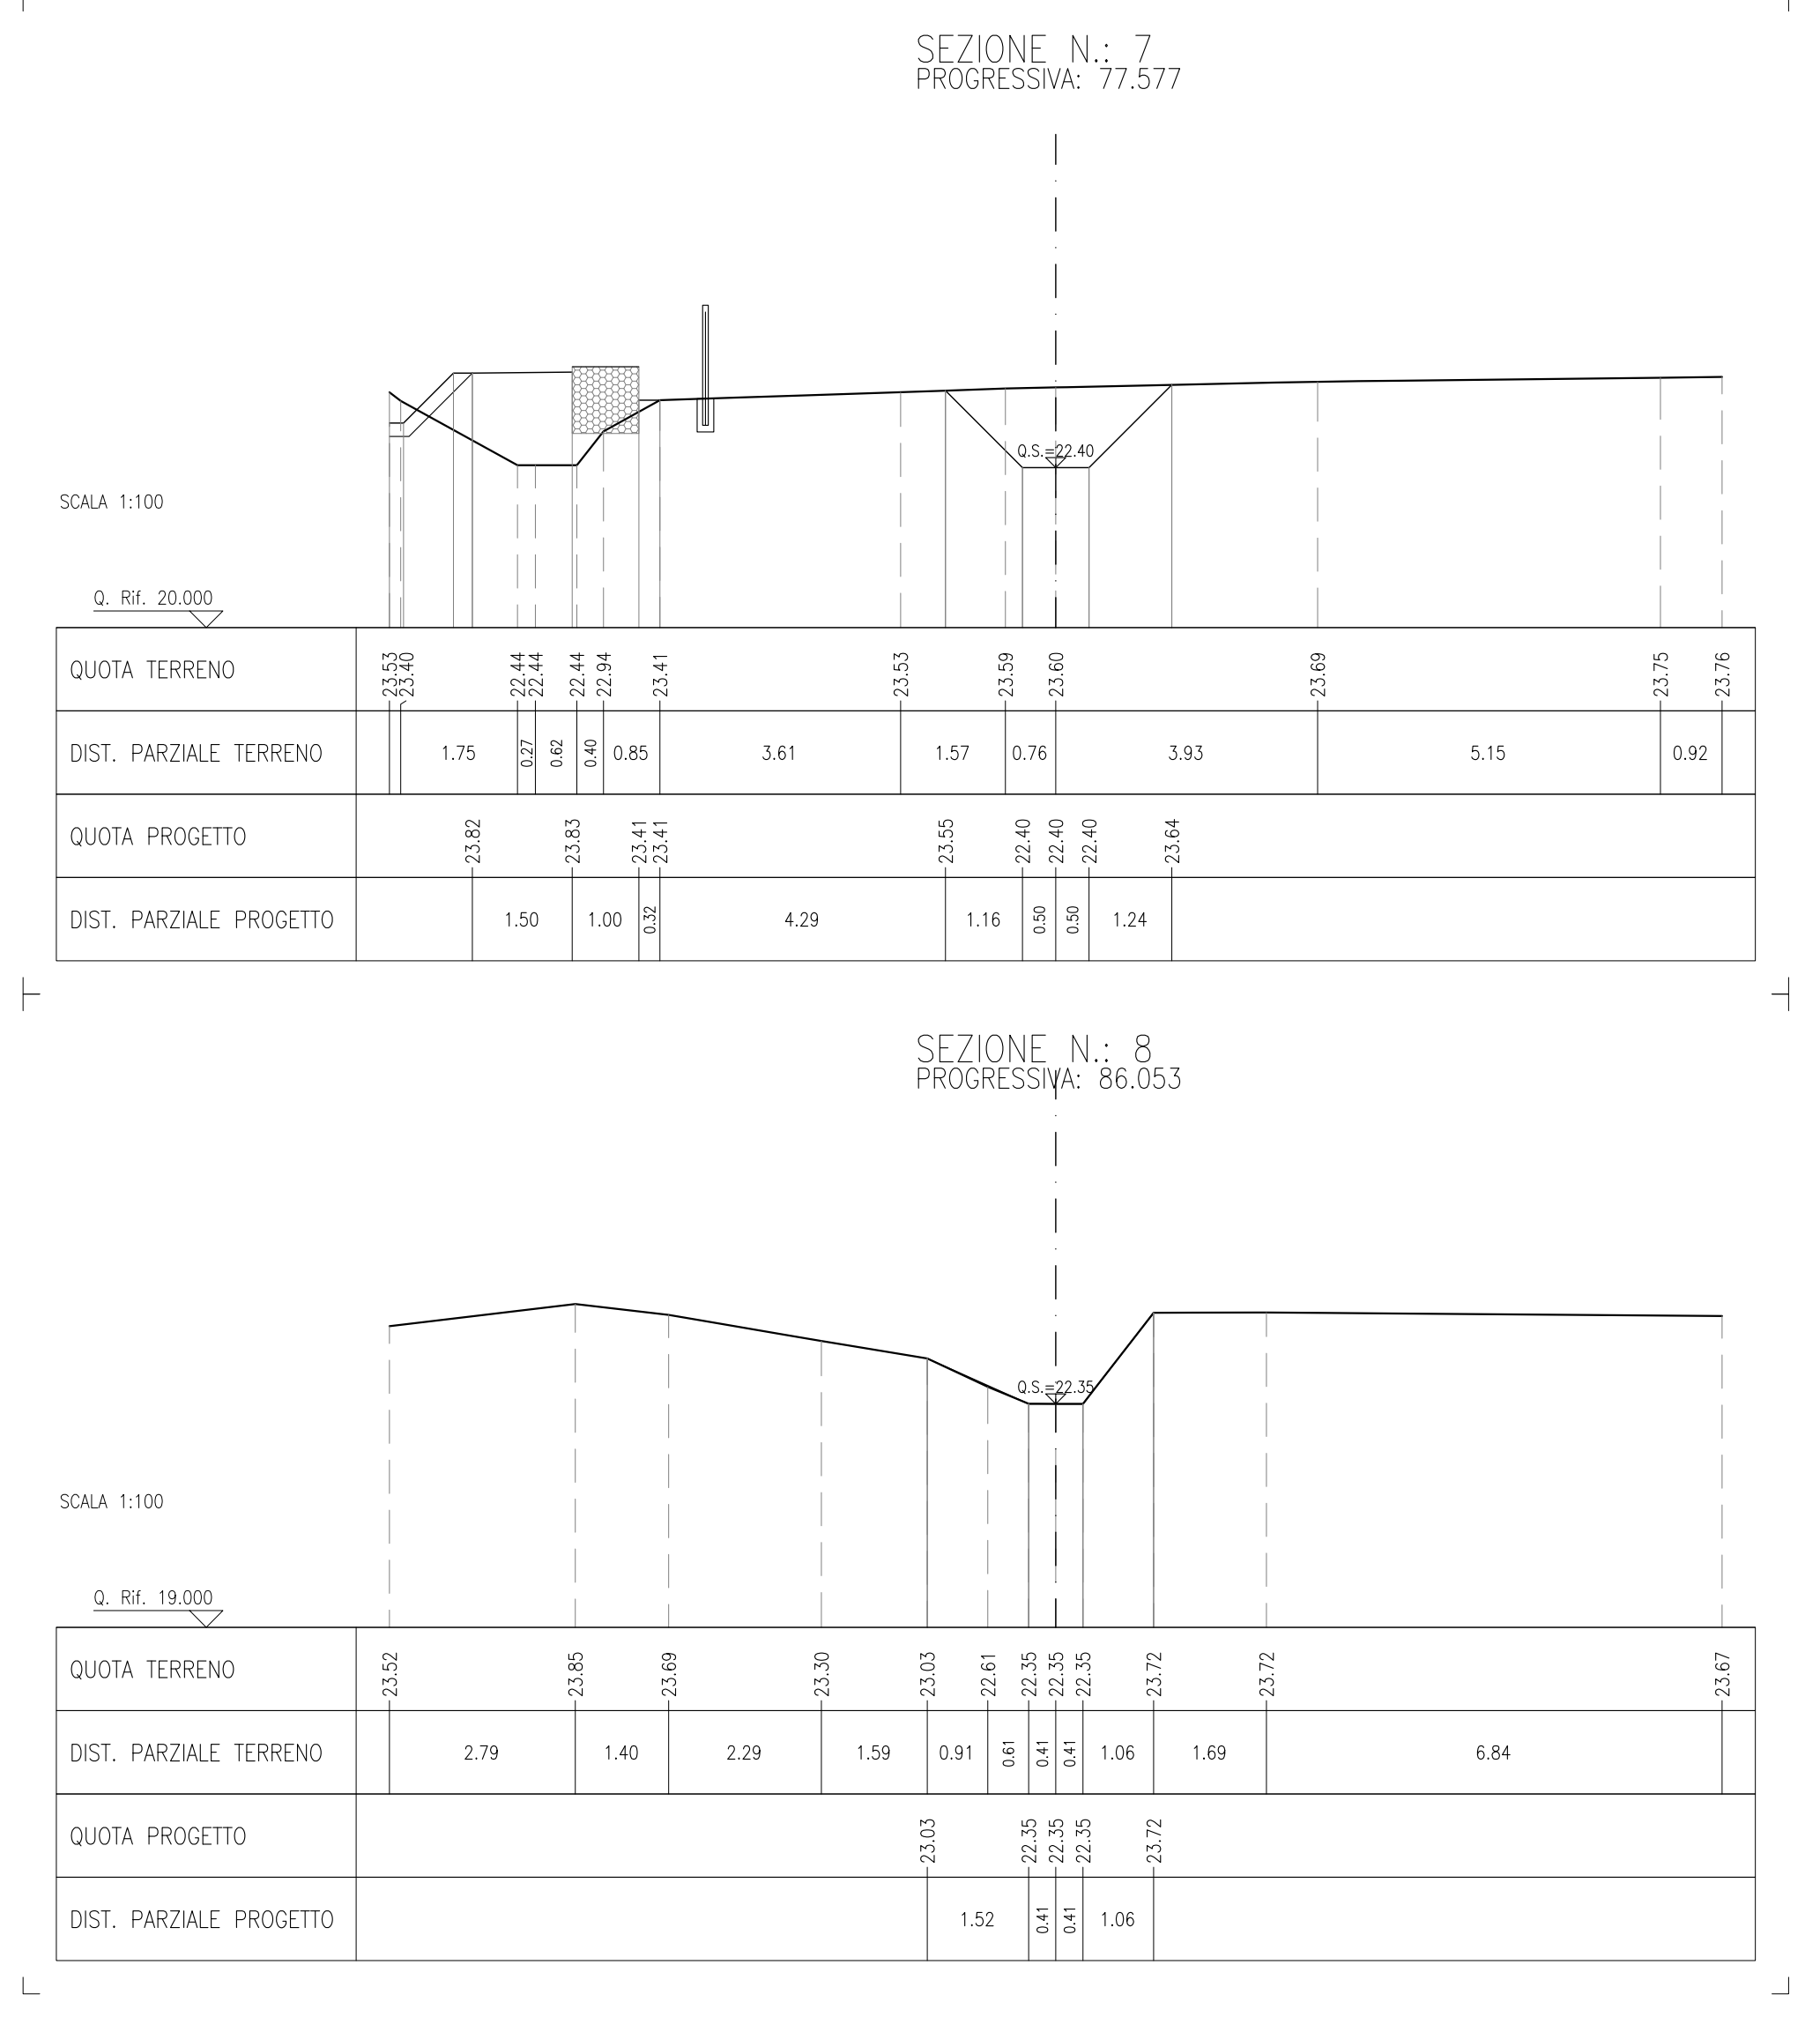 SEZIONE N.: 7
PROGRESSIVA: 77.577
Q.S.=22.40
SCALA 1:100
Q. Rif. 20.000
QUOTA TERRENO 23.53 23.40 22.44 22.44 22.44 22.94 23.41 23.53 23.59 23.60 23.69 23.75 23.76
DIST. PARZIALE TERRENO 1.75 0.27 0.62 0.40 0.85 3.61 1.57 0.76 3.93 5.15 0.92
QUOTA PROGETTO 23.82 23.83 23.41 23.41 23.55 22.40 22.40 22.40 23.64
DIST. PARZIALE PROGETTO 1.50 1.00 0.32 4.29 1.16 0.50 0.50 1.24
SEZIONE N.: 8
PROGRESSIVA: 86.053
Q.S.=22.35
SCALA 1:100
Q. Rif. 19.000
QUOTA TERRENO 23.52 23.85 23.69 23.30 23.03 22.61 22.35 22.35 22.35 23.72 23.72 23.67
DIST. PARZIALE TERRENO 2.79 1.40 2.29 1.59 0.91 0.61 0.41 0.41 1.06 1.69 6.84
QUOTA PROGETTO 23.03 22.35 22.35 22.35 23.72
DIST. PARZIALE PROGETTO 1.52 0.41 0.41 1.06